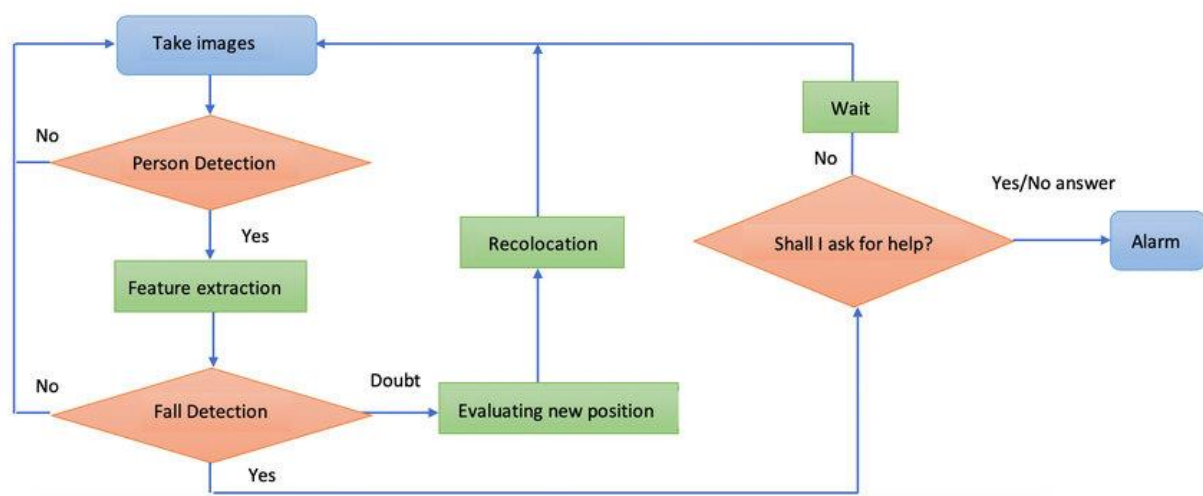 Take images
No
Person Detection
Yes
Feature extraction
No
Fall Detection
Doubt
Evaluating new position
Recolocation
Yes
Wait
No
Shall I ask for help?
Yes/No answer
Alarm